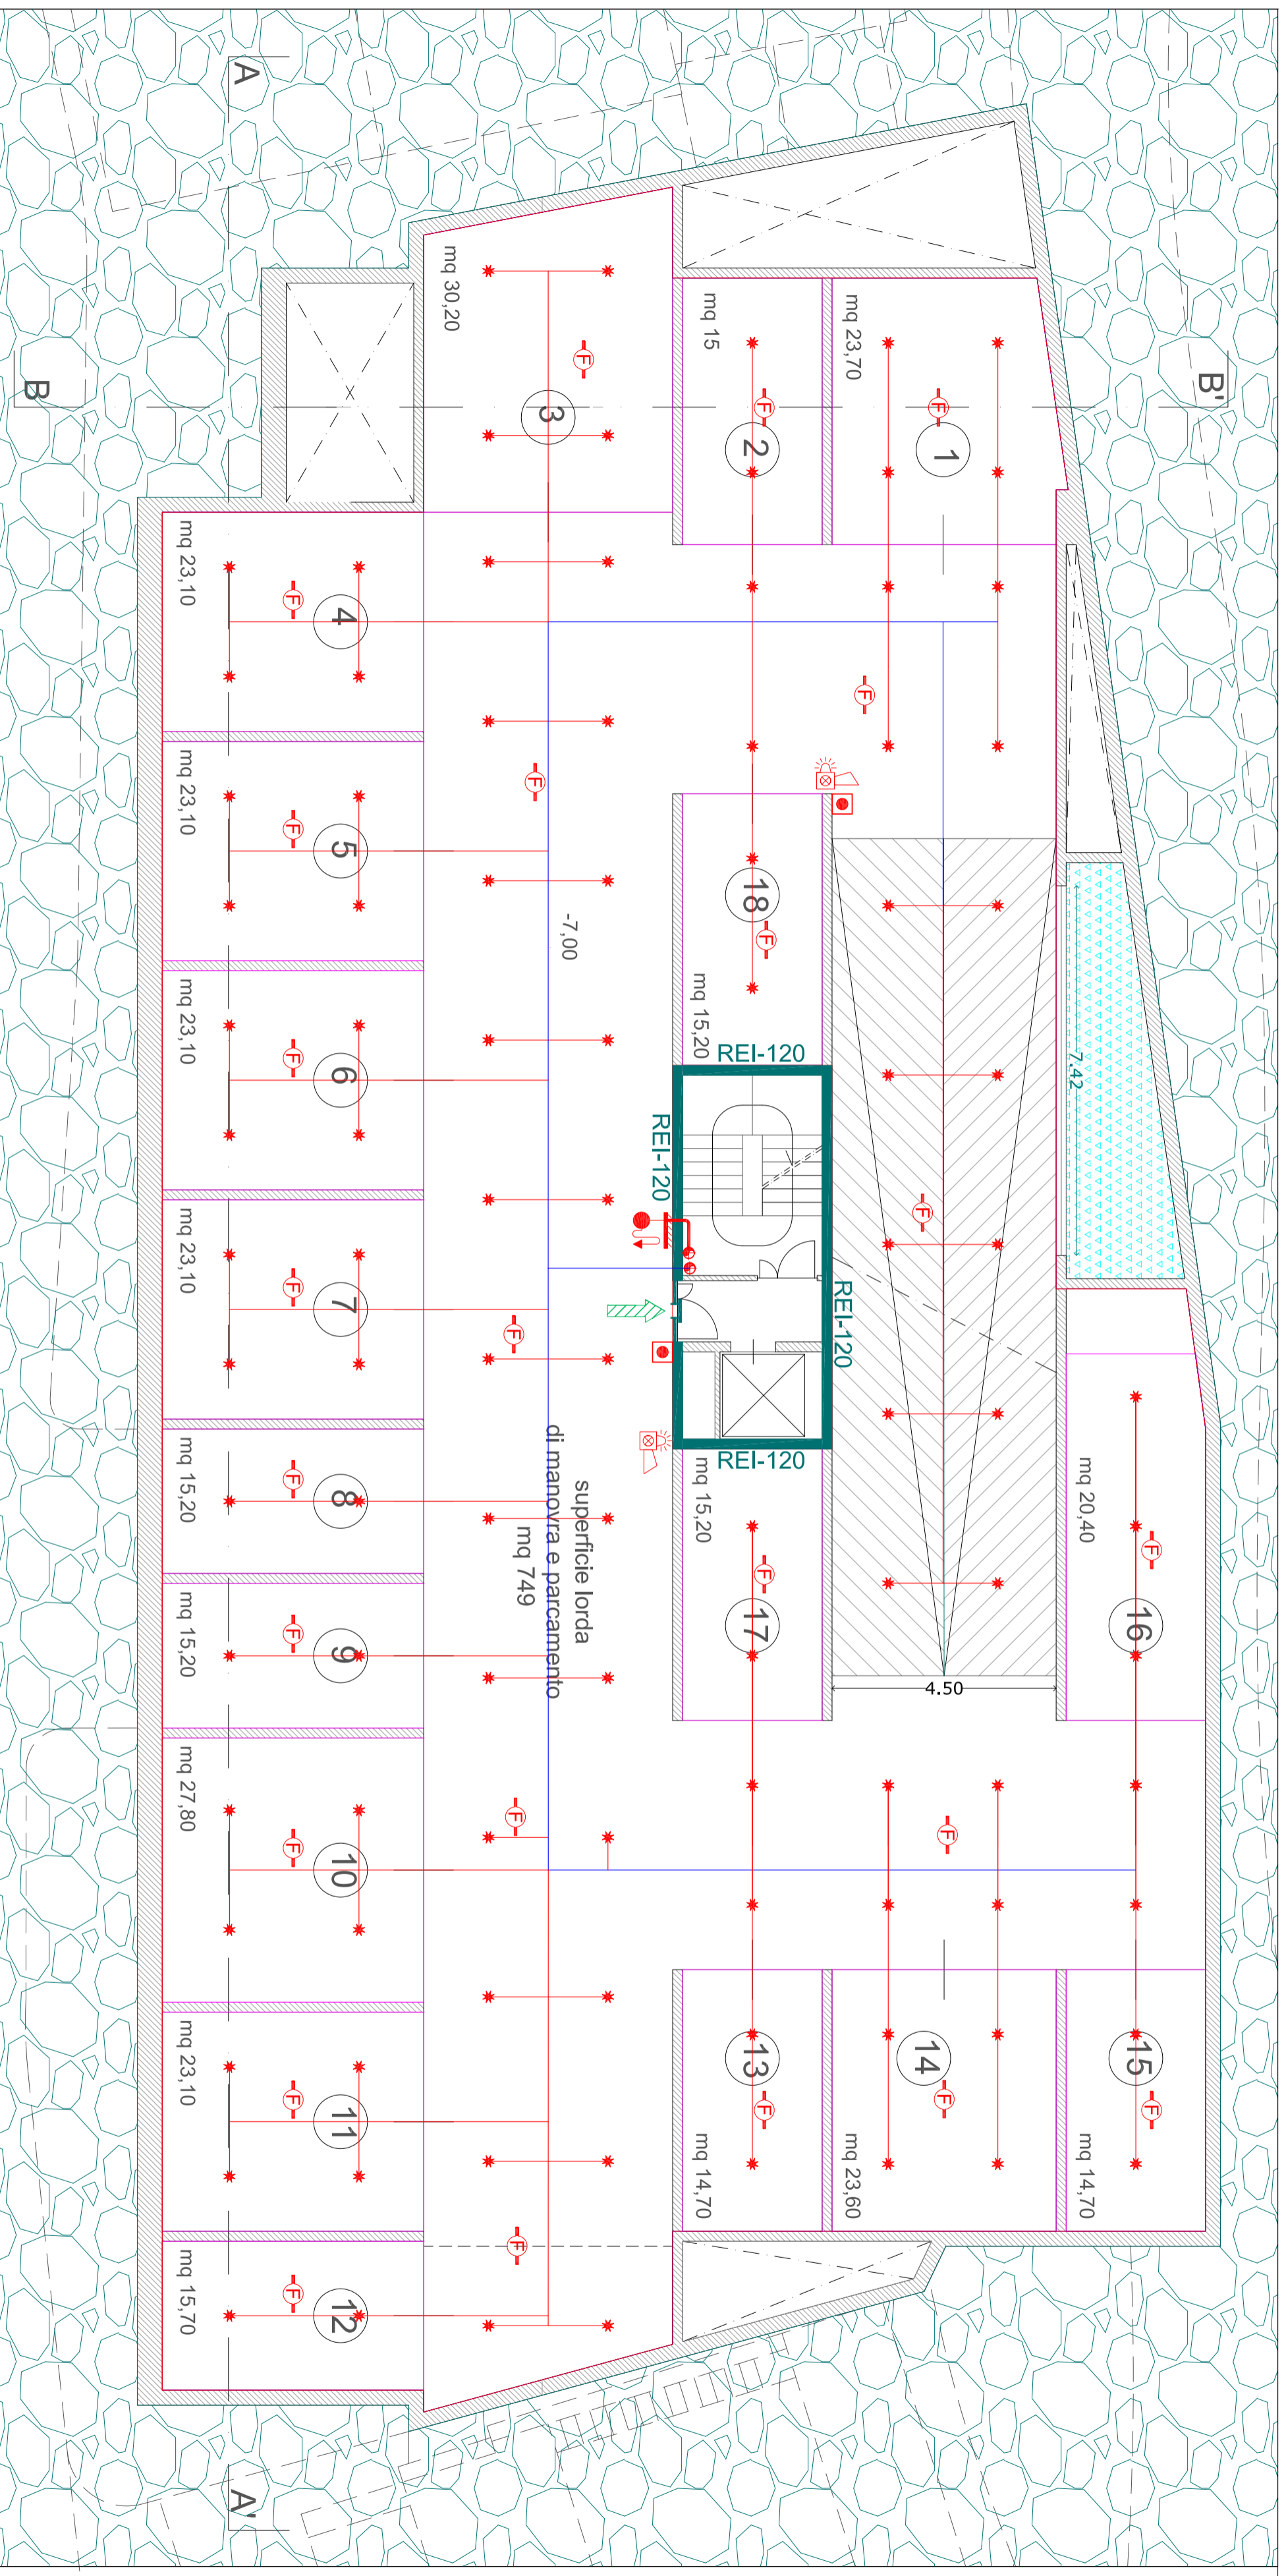 B'
7.42
16
F
mq 20,40
15
F
mq 14,70
1
F
mq 23,70
F
F
4.50
F
14
F
mq 23,60
2
F
mq 15
18
F
mq 15,20
REI-120
REI-120
REI-120
REI-120
17
F
mq 15,20
13
F
mq 14,70
3
F
mq 30,20
F
-7,00
F
superficie lorda
di manovra e parcamento
mq 749
F
F
4
F
mq 23,10
5
F
mq 23,10
6
F
mq 23,10
7
F
mq 23,10
8
F
mq 15,20
9
F
mq 15,20
10
F
mq 27,80
11
F
mq 23,10
12
F
mq 15,70
A
A'
B